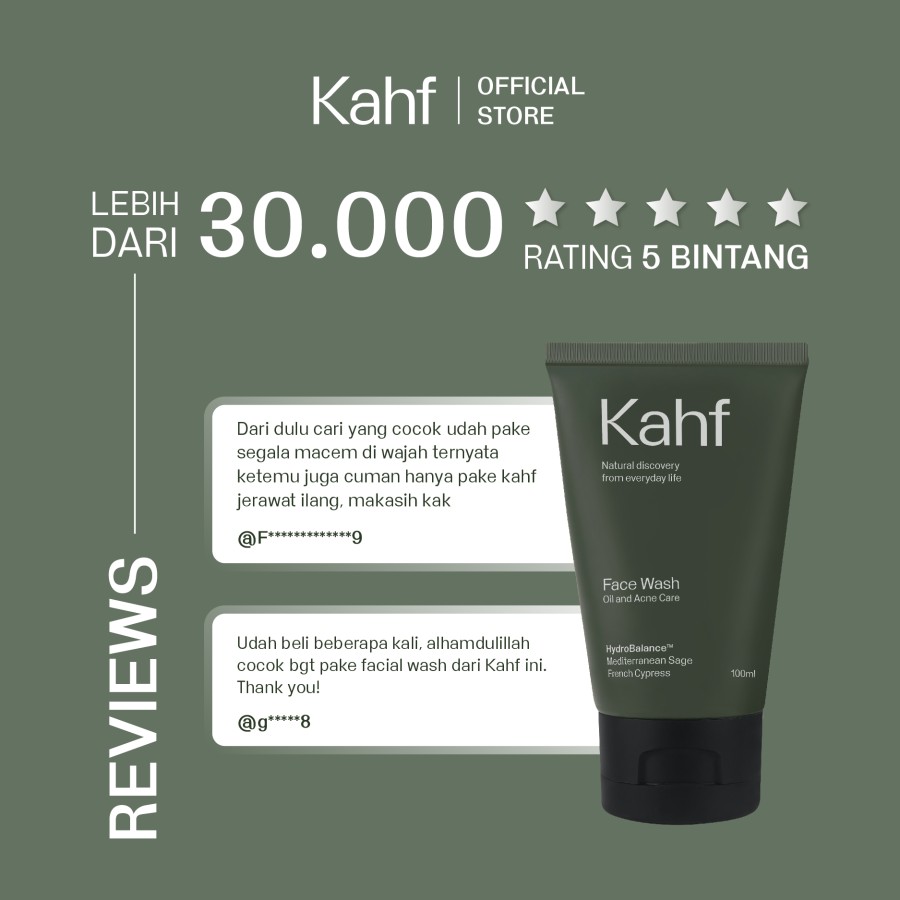 Kahf
OFFICIAL
STORE
LEBIH
DARI
30.000
RATING 5 BINTANG
REVIEWS
Dari dulu cari yang cocok udah pake
segala macem di wajah ternyata
ketemu juga cuman hanya pake kahf
jerawat ilang, makasih kak
@F*************9
Udah beli beberapa kali, alhamdulillah
cocok bgt pake facial wash dari Kahf ini.
Thank you!
@g*****8
Kahf
Natural discovery
from everyday life
Face Wash
Oil and Acne Care
HydroBalance™
Mediterranean Sage
French Cypress
100ml